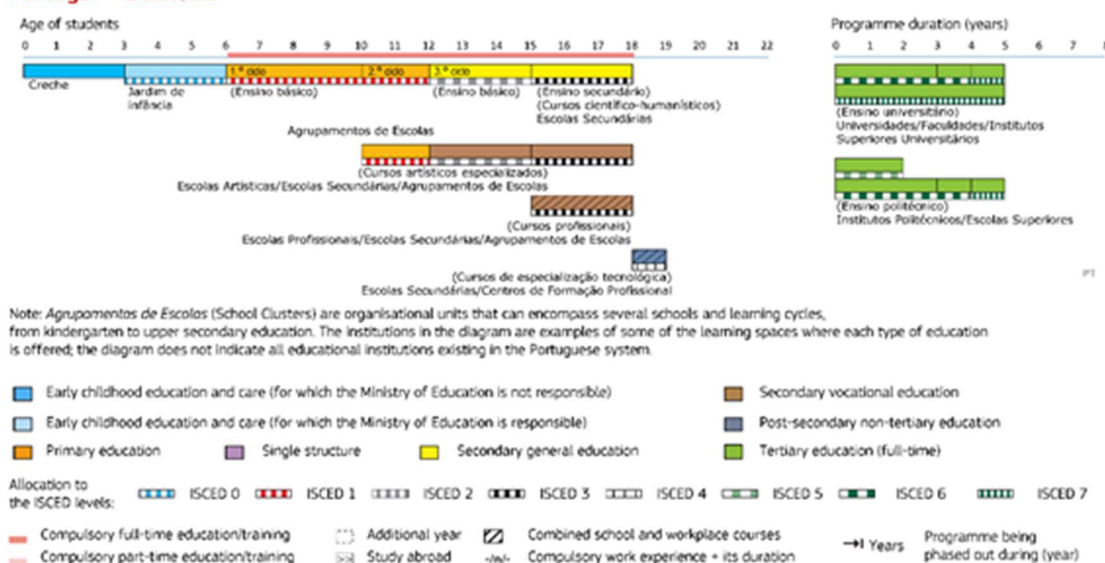 Age of students
0 1 2 3 4 5 6 7 8 9 10 11 12 13 14 15 16 17 18 19 20 21 22
Creche
Jardim de
infância
1.º ciclo
2.º ciclo
(Ensino básico)
3.º ciclo
(Ensino básico)
(Ensino secundário)
(Cursos científico-humanísticos)
Escolas Secundárias
Agrupamentos de Escolas
(Cursos artísticos especializados)
Escolas Artísticas/Escolas Secundárias/Agrupamentos de Escolas
(Cursos profissionais)
Escolas Profissionais/Escolas Secundárias/Agrupamentos de Escolas
(Cursos de especialização tecnológica)
Escolas Secundárias/Centros de Formação Profissional
Programme duration (years)
0 1 2 3 4 5 6 7
(Ensino universitário)
Universidades/Faculdades/Institutos
Superiores Universitários
(Ensino politécnico)
Institutos Politécnicos/Escolas Superiores
PT
Note: Agrupamentos de Escolas (School Clusters) are organisational units that can encompass several schools and learning cycles,
from kindergarten to upper secondary education. The institutions in the diagram are examples of some of the learning spaces where each type of education
is offered; the diagram does not indicate all educational institutions existing in the Portuguese system.
Early childhood education and care (for which the Ministry of Education is not responsible)
Secondary vocational education
Early childhood education and care (for which the Ministry of Education is responsible)
Post-secondary non-tertiary education
Primary education
Single structure
Secondary general education
Tertiary education (full-time)
Allocation to
the ISCED levels:
ISCED 0
ISCED 1
ISCED 2
ISCED 3
ISCED 4
ISCED 5
ISCED 6
ISCED 7
Compulsory full-time education/training
Additional year
Combined school and workplace courses
Years
Programme being
phased out during (year)
Compulsory part-time education/training
Study abroad
-/n/-
Compulsory work experience + its duration